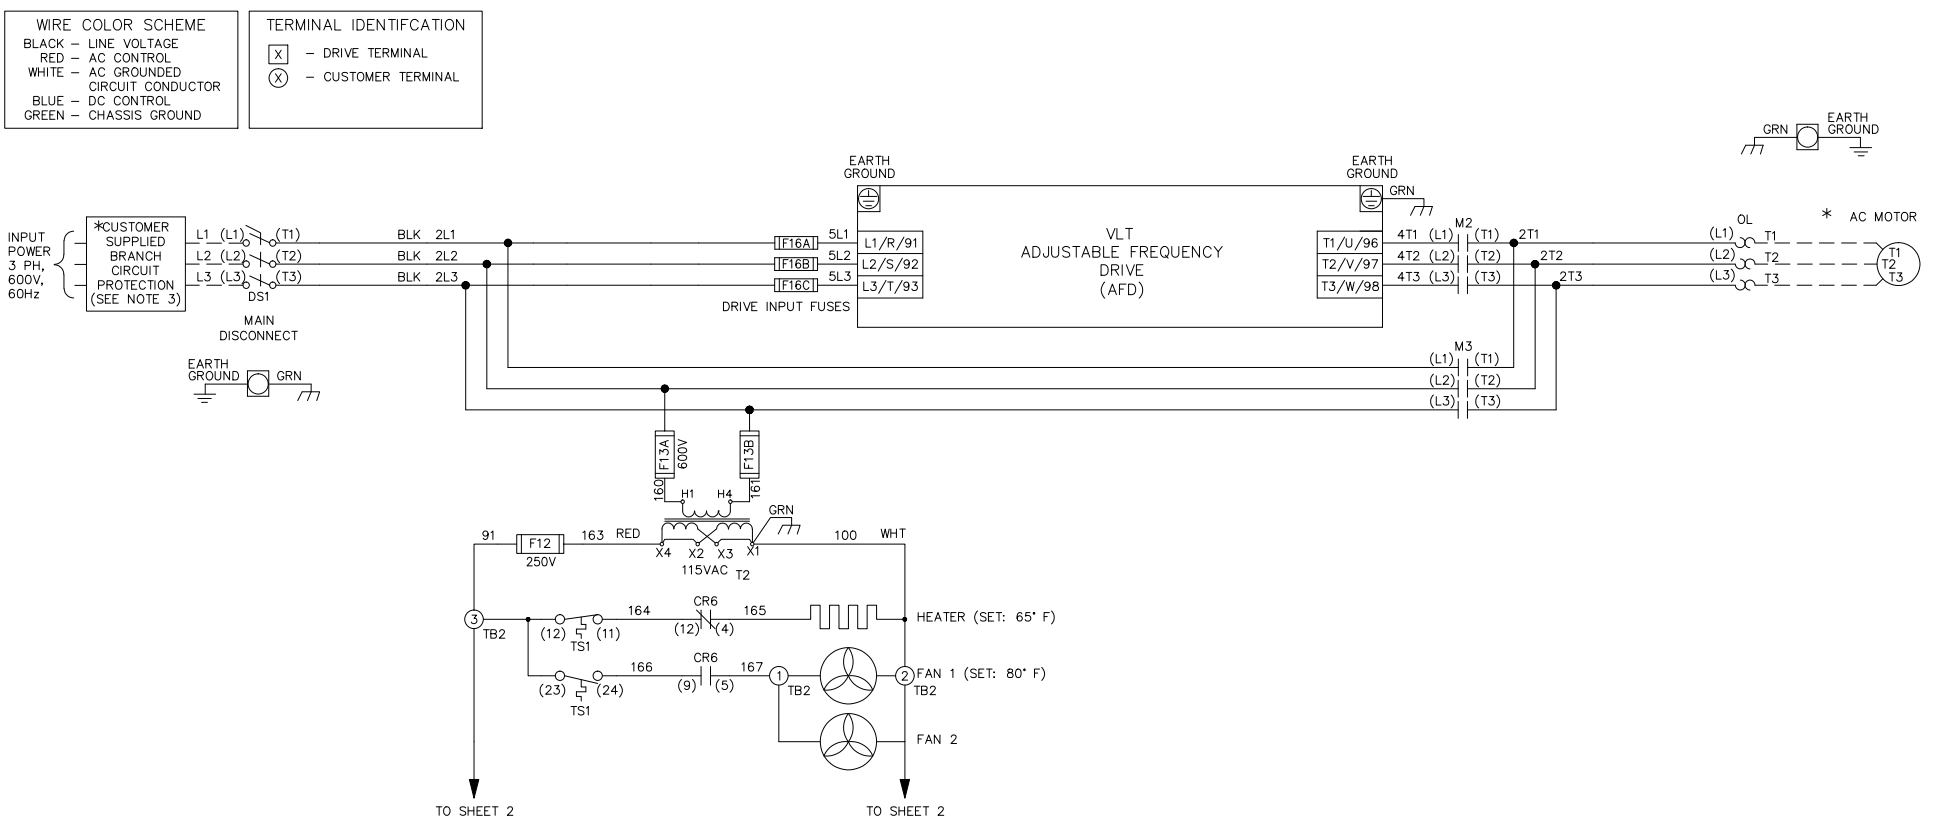 WIRE COLOR SCHEME
BLACK – LINE VOLTAGE
RED – AC CONTROL
WHITE – AC GROUNDED
CIRCUIT CONDUCTOR
BLUE – DC CONTROL
GREEN – CHASSIS GROUND
TERMINAL IDENTIFCATION
X – DRIVE TERMINAL
X – CUSTOMER TERMINAL
GRN
EARTH
GROUND
EARTH
GROUND
EARTH
GROUND
GRN
INPUT
POWER
3 PH,
600V,
60Hz
*CUSTOMER
SUPPLIED
BRANCH
CIRCUIT
PROTECTION
(SEE NOTE 3)
L1 (L1) (T1) BLK 2L1 F16A 5L1 L1/R/91
L2 (L2) (T2) BLK 2L2 F16B 5L2 L2/S/92
L3 (L3) (T3) BLK 2L3 F16C 5L3 L3/T/93
DS1
MAIN
DISCONNECT
DRIVE INPUT FUSES
VLT
ADJUSTABLE FREQUENCY
DRIVE
(AFD)
M2
T1/U/96 4T1 (L1) (T1) 2T1
T2/V/97 4T2 (L2) (T2) 2T2
T3/W/98 4T3 (L3) (T3) 2T3
OL
(L1) T1
(L2) T2
(L3) T3
* AC MOTOR
T1
T2
T3
EARTH
GROUND
GRN
M3
(L1) (T1)
(L2) (T2)
(L3) (T3)
F13A
600V
F13B
160
161
H1 H4
GRN
91 F12 163 RED
250V
X4 X2 X3 X1
115VAC T2
100 WHT
3
TB2
(12) (11)
TS1
164
CR6
(12) (4)
165
HEATER (SET: 65° F)
(23) (24)
TS1
166
CR6
(9) (5)
167
1
TB2
2
TB2
FAN 1 (SET: 80° F)
FAN 2
TO SHEET 2
TO SHEET 2